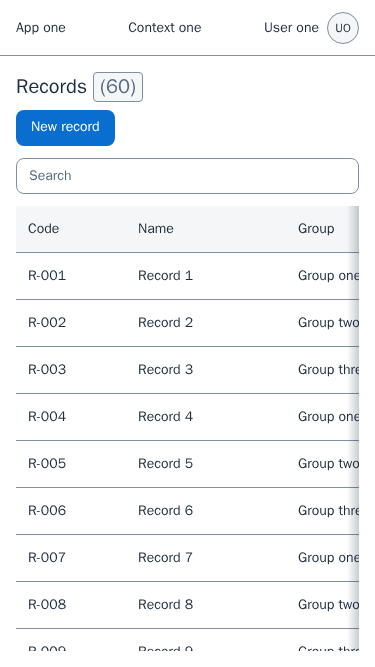 App one Context one User one UO
Records (60)
New record
Search
Code Name Group
R-001 Record 1 Group one
R-002 Record 2 Group two
R-003 Record 3 Group
R-004 Record 4 Group one
R-005 Record 5 Group two
R-006 Record 6 Group
R-007 Record 7 Group one
R-008 Record 8 Group two
R-009 Record 9 Group